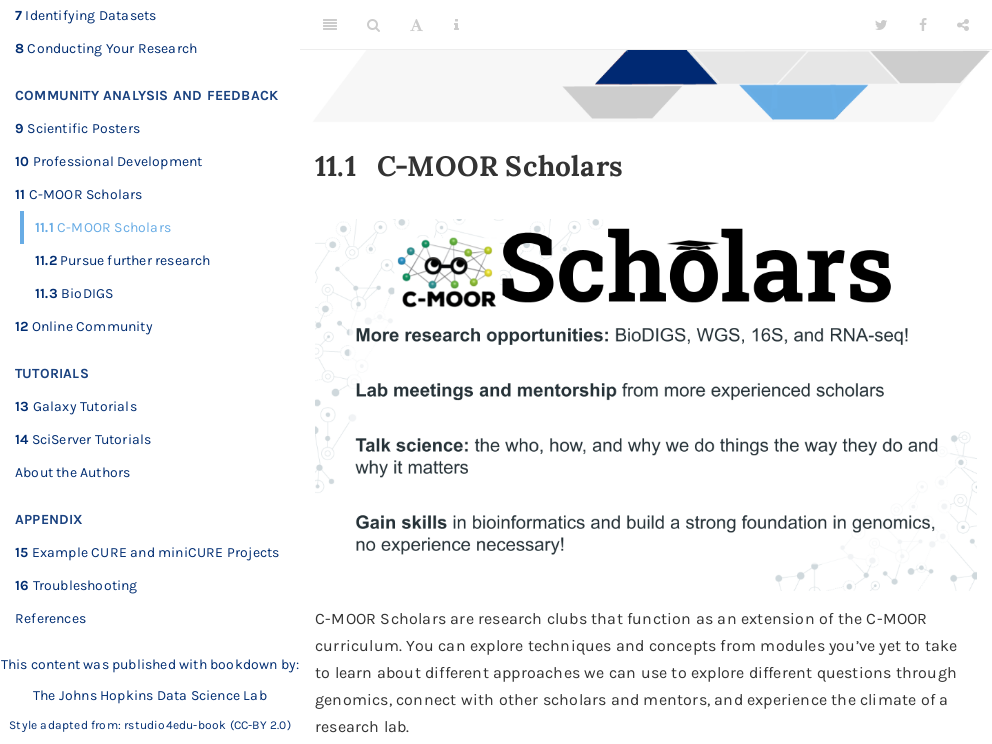 7 Identifying Datasets
8 Conducting Your Research
COMMUNITY ANALYSIS AND FEEDBACK
9 Scientific Posters
10 Professional Development
11 C-MOOR Scholars
11.1 C-MOOR Scholars
11.2 Pursue further research
11.3 BioDIGS
12 Online Community
TUTORIALS
13 Galaxy Tutorials
14 SciServer Tutorials
About the Authors
APPENDIX
15 Example CURE and miniCURE Projects
16 Troubleshooting
References
This content was published with bookdown by:
The Johns Hopkins Data Science Lab
Style adapted from: rstudio4edu-book (CC-BY 2.0)
11.1 C-MOOR Scholars
C-MOOR Scholars
More research opportunities: BioDIGS, WGS, 16S, and RNA-seq!
Lab meetings and mentorship from more experienced scholars
Talk science: the who, how, and why we do things the way they do and
why it matters
Gain skills in bioinformatics and build a strong foundation in genomics,
no experience necessary!
C-MOOR Scholars are research clubs that function as an extension of the C-MOOR
curriculum. You can explore techniques and concepts from modules you’ve yet to take
to learn about different approaches we can use to explore different questions through
genomics, connect with other scholars and mentors, and experience the climate of a
research lab.